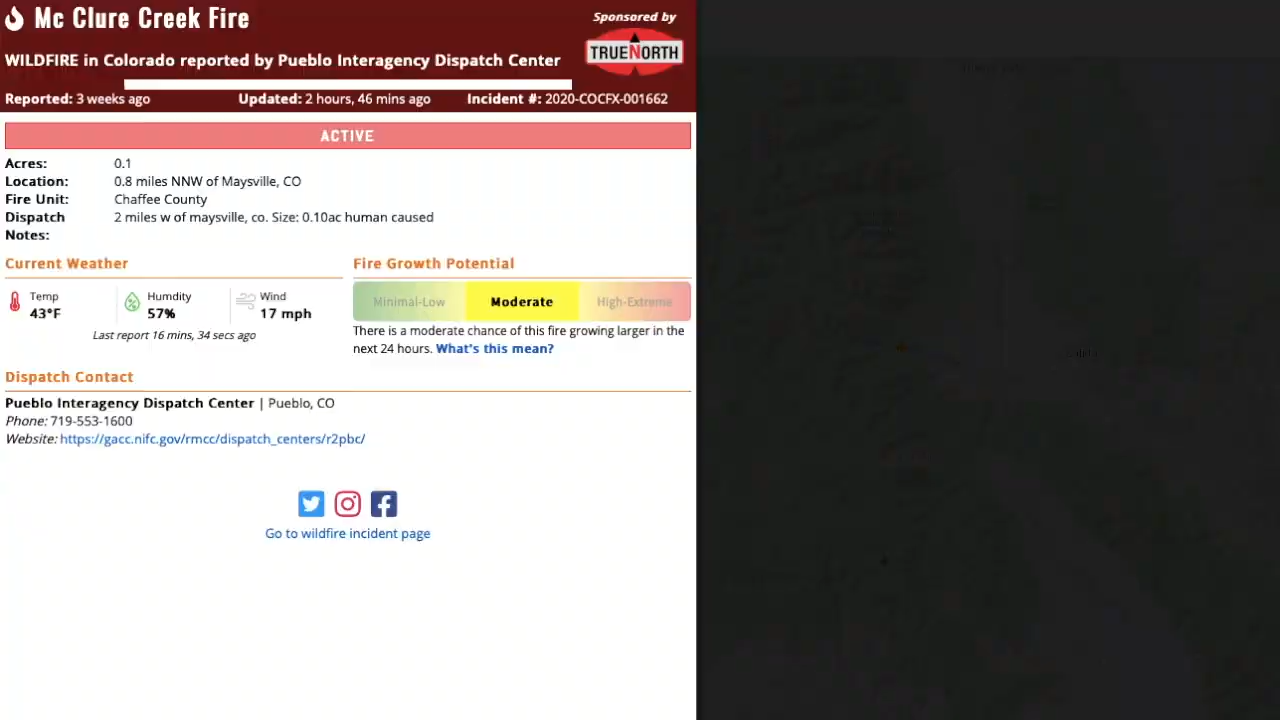 Mc Clure Creek Fire
Sponsored by
TRUENORTH
WILDFIRE in Colorado reported by Pueblo Interagency Dispatch Center
Reported: 3 weeks ago Updated: 2 hours, 46 mins ago Incident #: 2020-COCFX-001662
ACTIVE
Acres: 0.1
Location: 0.8 miles NNW of Maysville, CO
Fire Unit: Chaffee County
Dispatch Notes: 2 miles w of maysville, co. Size: 0.10ac human caused
Current Weather
Temp 43°F
Humdity 57%
Wind 17 mph
Last report 16 mins, 34 secs ago
Fire Growth Potential
Minimal-Low Moderate High-Extreme
There is a moderate chance of this fire growing larger in the
next 24 hours. What's this mean?
Dispatch Contact
Pueblo Interagency Dispatch Center | Pueblo, CO
Phone: 719-553-1600
Website: https://gacc.nifc.gov/rmcc/dispatch_centers/r2pbc/
Go to wildfire incident page